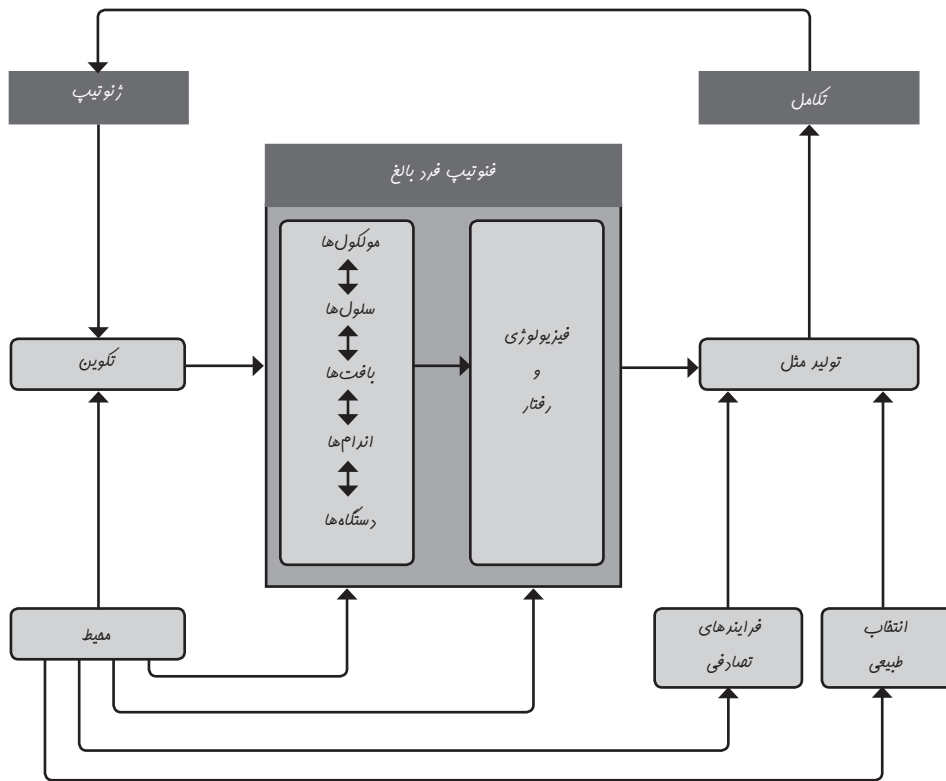 ژنوتیپ
تکامل
فنوتیپ فرد بالغ
مولکول‌ها
سلول‌ها
بافت‌ها
اندام‌ها
دستگاه‌ها
فیزیولوژی
و
رفتار
تکوین
تولید مثل
محیط
فرایندهای
تصادفی
انتخاب
طبیعی